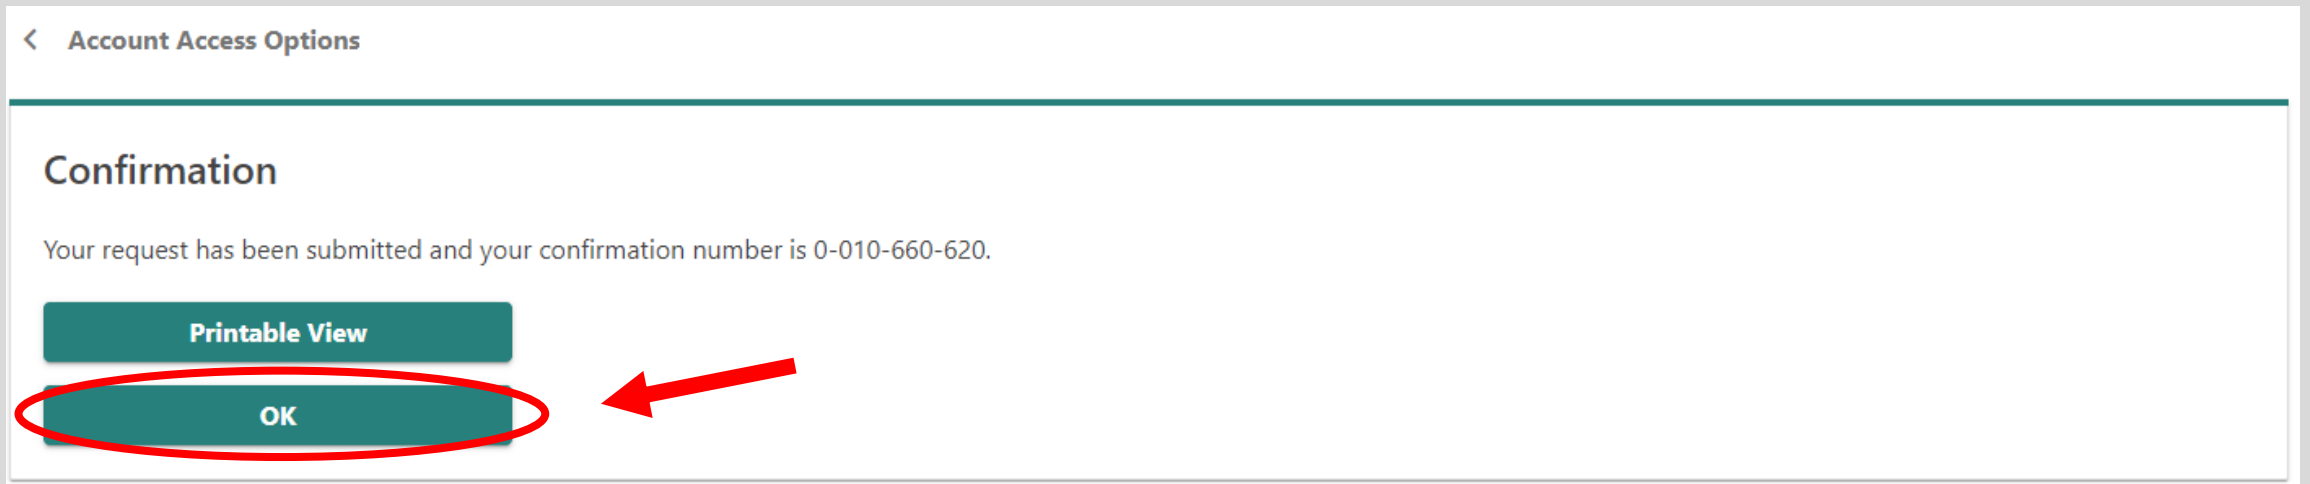 Account Access Options
Confirmation
Your request has been submitted and your confirmation number is 0-010-660-620.
Printable View
OK